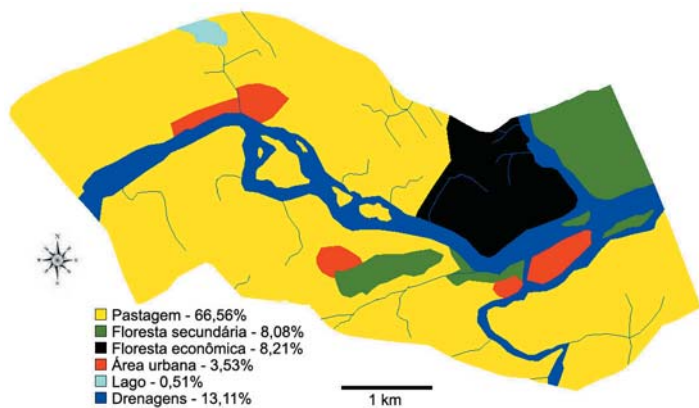 N
Pastagem - 66,56%
Floresta secundária - 8,08%
Floresta econômica - 8,21%
Área urbana - 3,53%
Lago - 0,51%
Drenagens - 13,11%
1 km